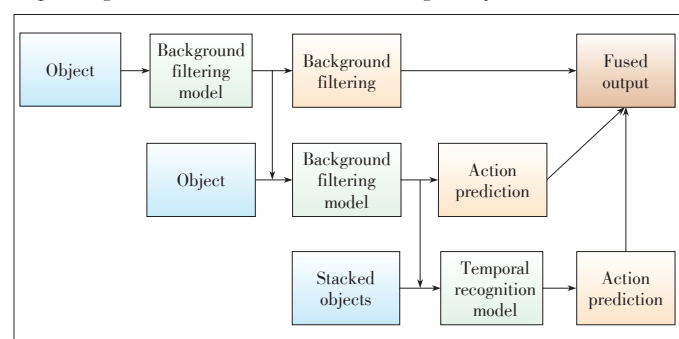 Object
Background
filtering
model
Background
filtering
Fused
output
Object
Background
filtering
model
Action
prediction
Stacked
objects
Temporal
recognition
model
Action
prediction